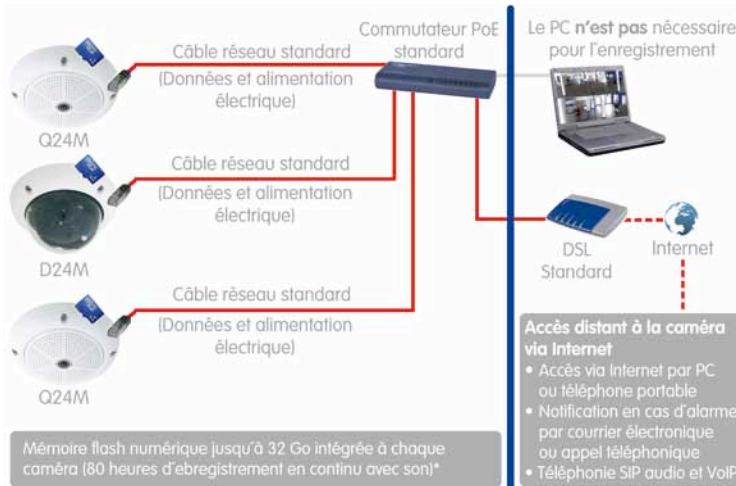 Câble réseau standard
(Données et alimentation
électrique)
Q24M
Câble réseau standard
(Données et alimentation
électrique)
D24M
Câble réseau standard
(Données et alimentation
électrique)
Q24M
Mémoire flash numérique jusqu'à 32 Go intégrée à chaque
caméra (80 heures d'ebregistrement en continu avec son)*
Commutateur PoE
standard
Le PC n'est pas nécessaire
pour l'enregistrement
DSL
Standard
Internet
Accès distant à la caméra
via Internet
• Accès via Internet par PC
ou téléphone portable
• Notification en cas d'alarme
par courrier électronique
ou appel téléphonique
• Téléphonie SIP audio et VoIP